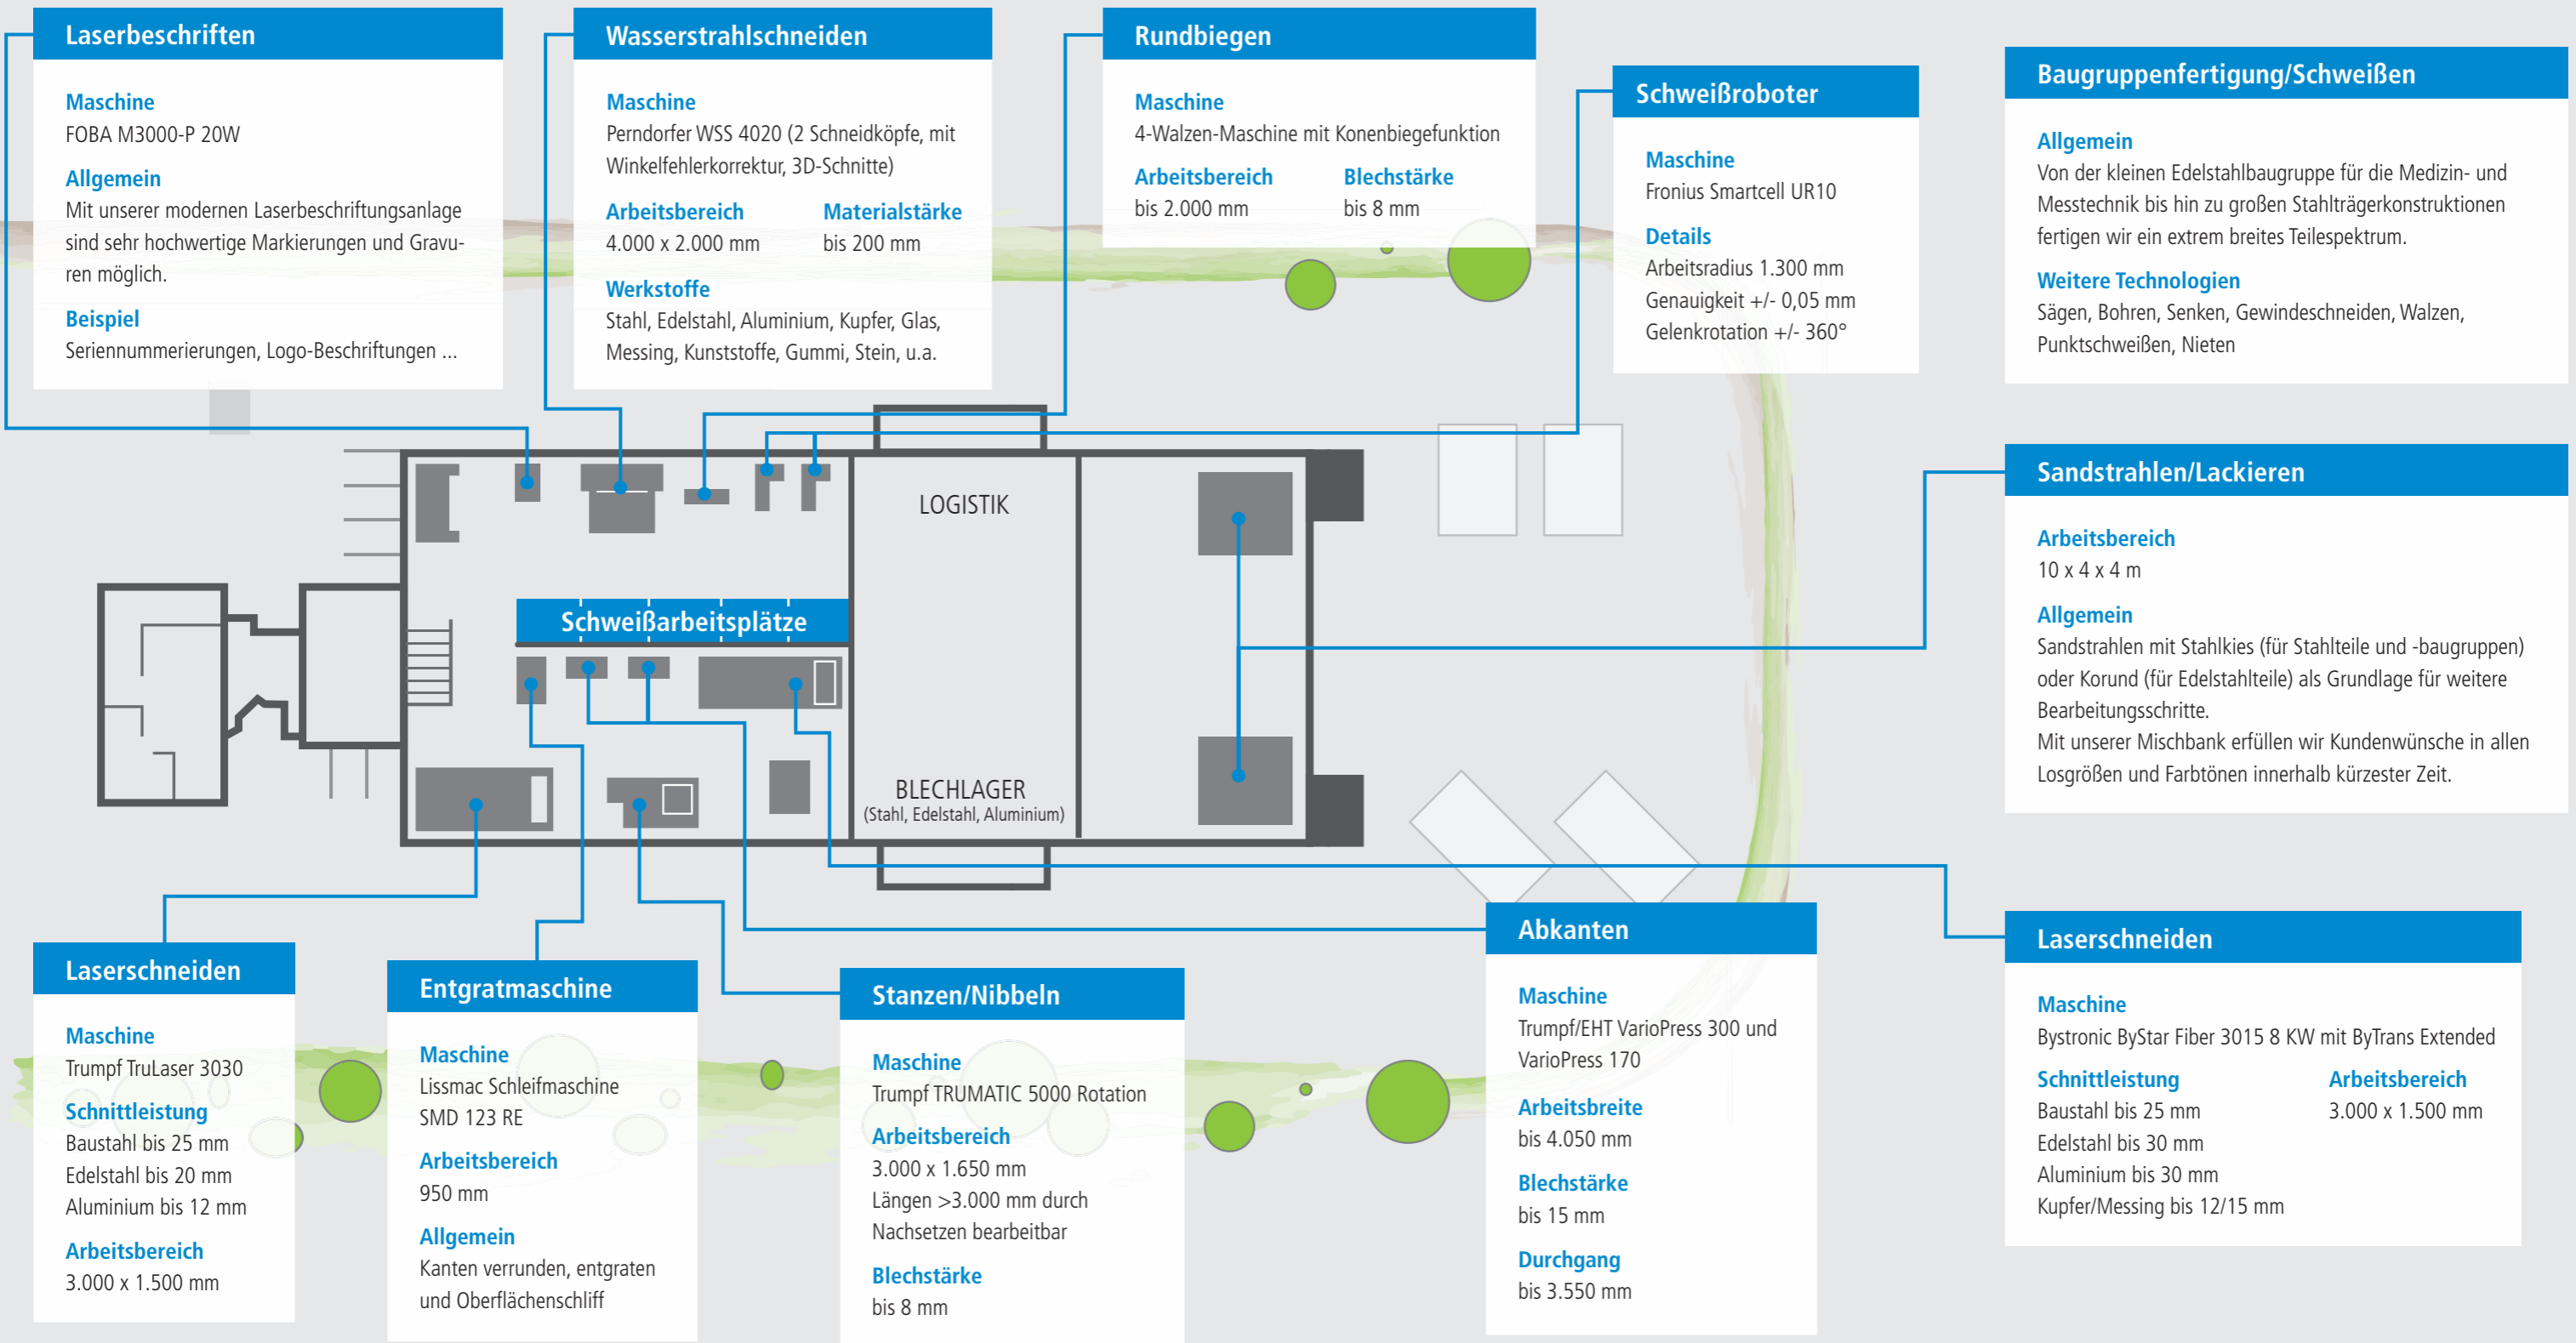 Laserbeschriften
Maschine
FOBA M3000-P 20W
Allgemein
Mit unserer modernen Laserbeschriftungsanlage
sind sehr hochwertige Markierungen und Gravu-
ren möglich.
Beispiel
Seriennummerierungen, Logo-Beschriftungen ...
Wasserstrahlschneiden
Maschine
Perndorfer WSS 4020 (2 Schneidköpfe, mit
Winkelfehlerkorrektur, 3D-Schnitte)
Arbeitsbereich
4.000 x 2.000 mm
Materialstärke
bis 200 mm
Werkstoffe
Stahl, Edelstahl, Aluminium, Kupfer, Glas,
Messing, Kunststoffe, Gummi, Stein, u.a.
Rundbiegen
Maschine
4-Walzen-Maschine mit Konenbiegefunktion
Arbeitsbereich
bis 2.000 mm
Blechstärke
bis 8 mm
Schweißroboter
Maschine
Fronius Smartcell UR10
Details
Arbeitsradius 1.300 mm
Genauigkeit +/- 0,05 mm
Gelenkrotation +/- 360°
Baugruppenfertigung/Schweißen
Allgemein
Von der kleinen Edelstahlbaugruppe für die Medizin- und
Messtechnik bis hin zu großen Stahlträgerkonstruktionen
fertigen wir ein extrem breites Teilespektrum.
Weitere Technologien
Sägen, Bohren, Senken, Gewindeschneiden, Walzen,
Punktschweißen, Nieten
LOGISTIK
Schweißarbeitsplätze
BLECHLAGER
(Stahl, Edelstahl, Aluminium)
Sandstrahlen/Lackieren
Arbeitsbereich
10 x 4 x 4 m
Allgemein
Sandstrahlen mit Stahlkies (für Stahlteile und -baugruppen)
oder Korund (für Edelstahlteile) als Grundlage für weitere
Bearbeitungsschritte.
Mit unserer Mischbank erfüllen wir Kundenwünsche in allen
Losgrößen und Farbtönen innerhalb kürzester Zeit.
Laserschneiden
Maschine
Trumpf TruLaser 3030
Schnittleistung
Baustahl bis 25 mm
Edelstahl bis 20 mm
Aluminium bis 12 mm
Arbeitsbereich
3.000 x 1.500 mm
Entgratmaschine
Maschine
Lissmac Schleifmaschine
SMD 123 RE
Arbeitsbereich
950 mm
Allgemein
Kanten verrunden, entgraten
und Oberflächenschliff
Stanzen/Nibbeln
Maschine
Trumpf TRUMATIC 5000 Rotation
Arbeitsbereich
3.000 x 1.650 mm
Längen >3.000 mm durch
Nachsetzen bearbeitbar
Blechstärke
bis 8 mm
Abkanten
Maschine
Trumpf/EHT VarioPress 300 und
VarioPress 170
Arbeitsbreite
bis 4.050 mm
Blechstärke
bis 15 mm
Durchgang
bis 3.550 mm
Laserschneiden
Maschine
Bystronic ByStar Fiber 3015 8 KW mit ByTrans Extended
Schnittleistung
Baustahl bis 25 mm
Edelstahl bis 30 mm
Aluminium bis 30 mm
Kupfer/Messing bis 12/15 mm
Arbeitsbereich
3.000 x 1.500 mm